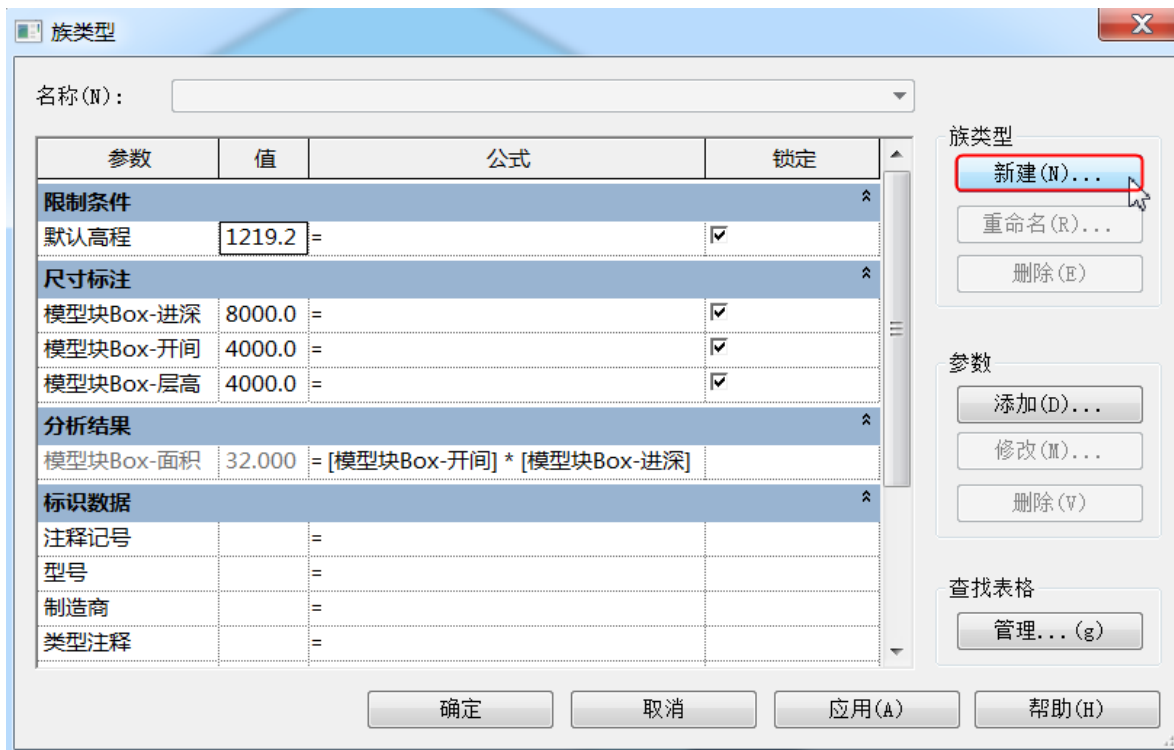 族类型
名称(N):
参数 值 公式 锁定
限制条件
默认高程 1219.2 =
尺寸标注
模型块Box-进深 8000.0 =
模型块Box-开间 4000.0 =
模型块Box-层高 4000.0 =
分析结果
模型块Box-面积 32.000 = [模型块Box-开间] * [模型块Box-进深]
标识数据
注释记号 =
型号 =
制造商 =
类型注释 =
族类型
新建(N)...
重命名(R)...
删除(E)
参数
添加(D)...
修改(M)...
删除(V)
查找表格
管理...(g)
确定 取消 应用(A) 帮助(H)